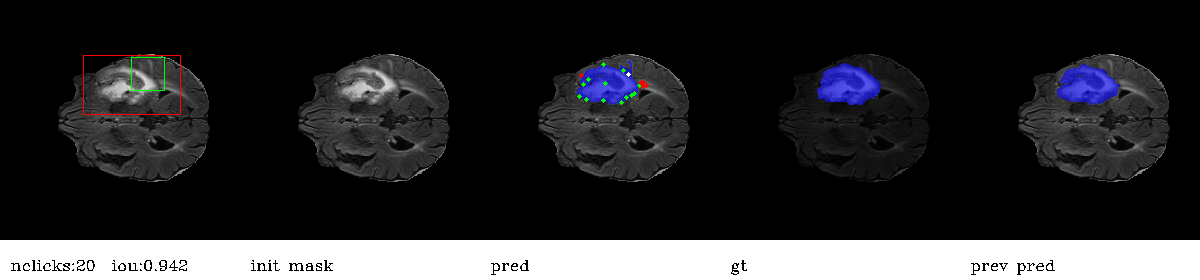 nclicks:20 iou:0.942 init mask pred gt prev pred